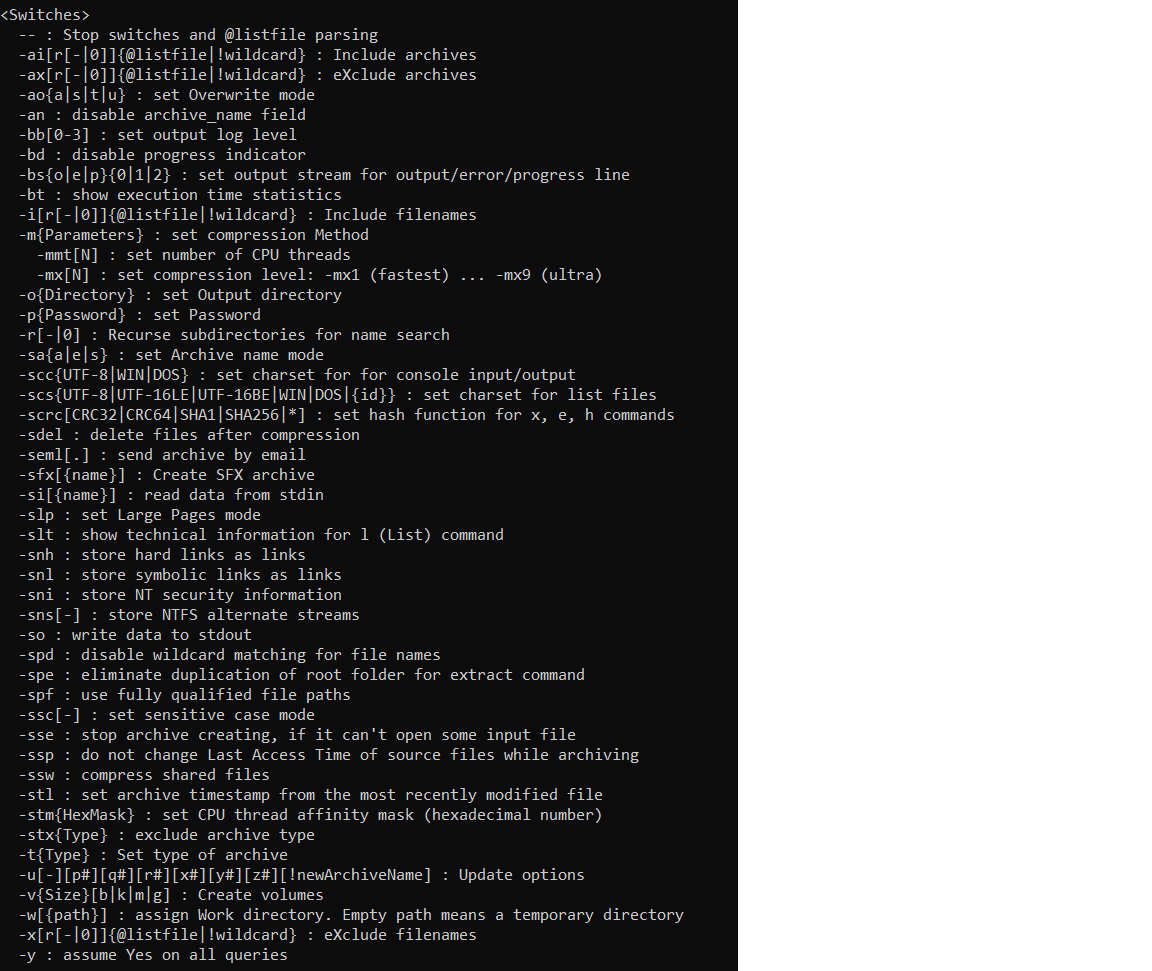 <Switches>
  -- : Stop switches and @listfile parsing
  -ai[r[-|0]]{@listfile|!wildcard} : Include archives
  -ax[r[-|0]]{@listfile|!wildcard} : eXclude archives
  -ao{a|s|t|u} : set Overwrite mode
  -an : disable archive_name field
  -bb[0-3] : set output log level
  -bd : disable progress indicator
  -bs{o|e|p}{0|1|2} : set output stream for output/error/progress line
  -bt : show execution time statistics
  -i[r[-|0]]{@listfile|!wildcard} : Include filenames
  -m{Parameters} : set compression Method
    -mmt[N] : set number of CPU threads
    -mx[N] : set compression level: -mx1 (fastest) ... -mx9 (ultra)
  -o{Directory} : set Output directory
  -p{Password} : set Password
  -r[-|0] : Recurse subdirectories for name search
  -sa{a|e|s} : set Archive name mode
  -scc{UTF-8|WIN|DOS} : set charset for for console input/output
  -scs{UTF-8|UTF-16LE|UTF-16BE|WIN|DOS|{id}} : set charset for list files
  -scrc[CRC32|CRC64|SHA1|SHA256|*] : set hash function for x, e, h commands
  -sdel : delete files after compression
  -seml[.] : send archive by email
  -sfx[{name}] : Create SFX archive
  -si[{name}] : read data from stdin
  -slp : set Large Pages mode
  -slt : show technical information for l (List) command
  -snh : store hard links as links
  -snl : store symbolic links as links
  -sni : store NT security information
  -sns[-] : store NTFS alternate streams
  -so : write data to stdout
  -spd : disable wildcard matching for file names
  -spe : eliminate duplication of root folder for extract command
  -spf : use fully qualified file paths
  -ssc[-] : set sensitive case mode
  -sse : stop archive creating, if it can't open some input file
  -ssp : do not change Last Access Time of source files while archiving
  -ssw : compress shared files
  -stl : set archive timestamp from the most recently modified file
  -stm{HexMask} : set CPU thread affinity mask (hexadecimal number)
  -stx{Type} : exclude archive type
  -t{Type} : Set type of archive
  -u[-][p#][q#][r#][x#][y#][z#][!newArchiveName] : Update options
  -v{Size}[b|k|m|g] : Create volumes
  -w[{path}] : assign Work directory. Empty path means a temporary directory
  -x[r[-|0]]{@listfile|!wildcard} : eXclude filenames
  -y : assume Yes on all queries